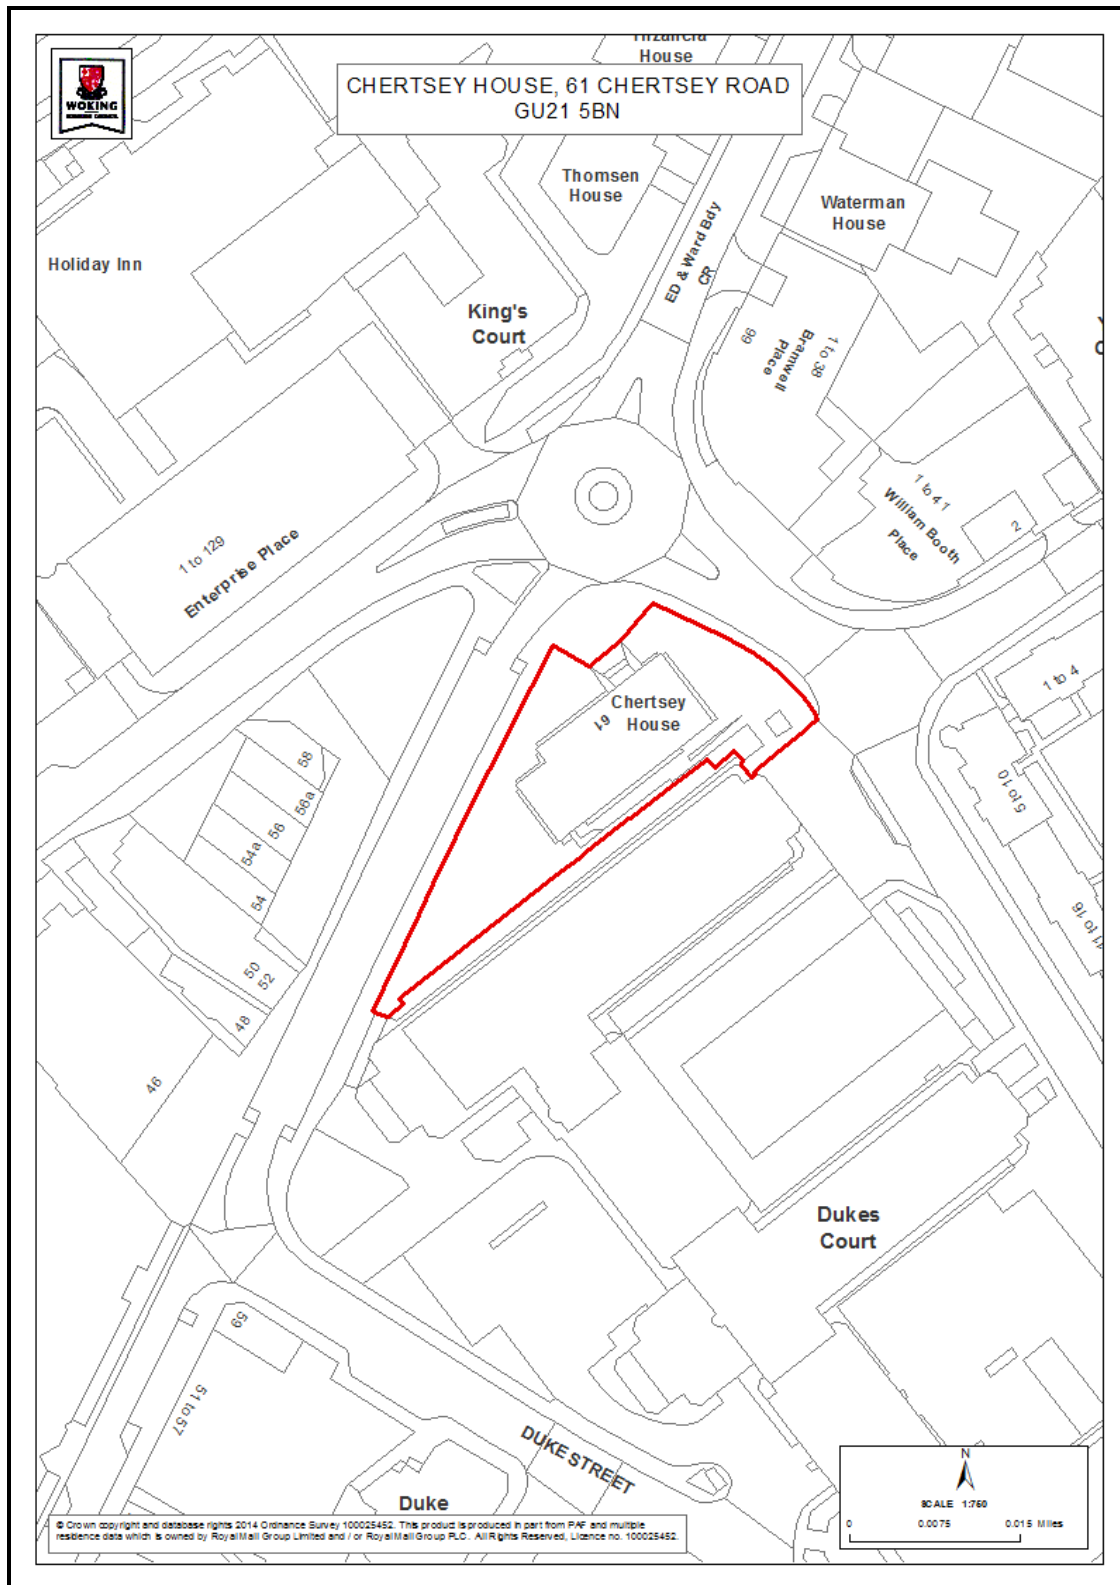 House
WOKING
BOROUGH COUNCIL
CHERTSEY HOUSE, 61 CHERTSEY ROAD
GU21 5BN
Thomsen
House
Waterman
House
ED & Ward Bdy
CR
Holiday Inn
King's
Court
99
Bramwell
Place
1 to 38
1 to 41
William Booth
Place
2
1 to 129
Enterprise Place
Chertsey
House
61
1 to 4
5 to 10
11 to 16
58
56a
56
54a
54
50
52
48
46
Dukes
Court
59
51 to 57
DUKE STREET
Duke
N
SCALE 1:750
0 0.0075 0.015 Miles
© Crown copyright and database rights 2014 Ordnance Survey 100025452. This product is produced in part from PAF and multiple
residence data which is owned by Royal Mail Group Limited and / or Royal Mail Group PLC. All Rights Reserved, Licence no. 100025452.